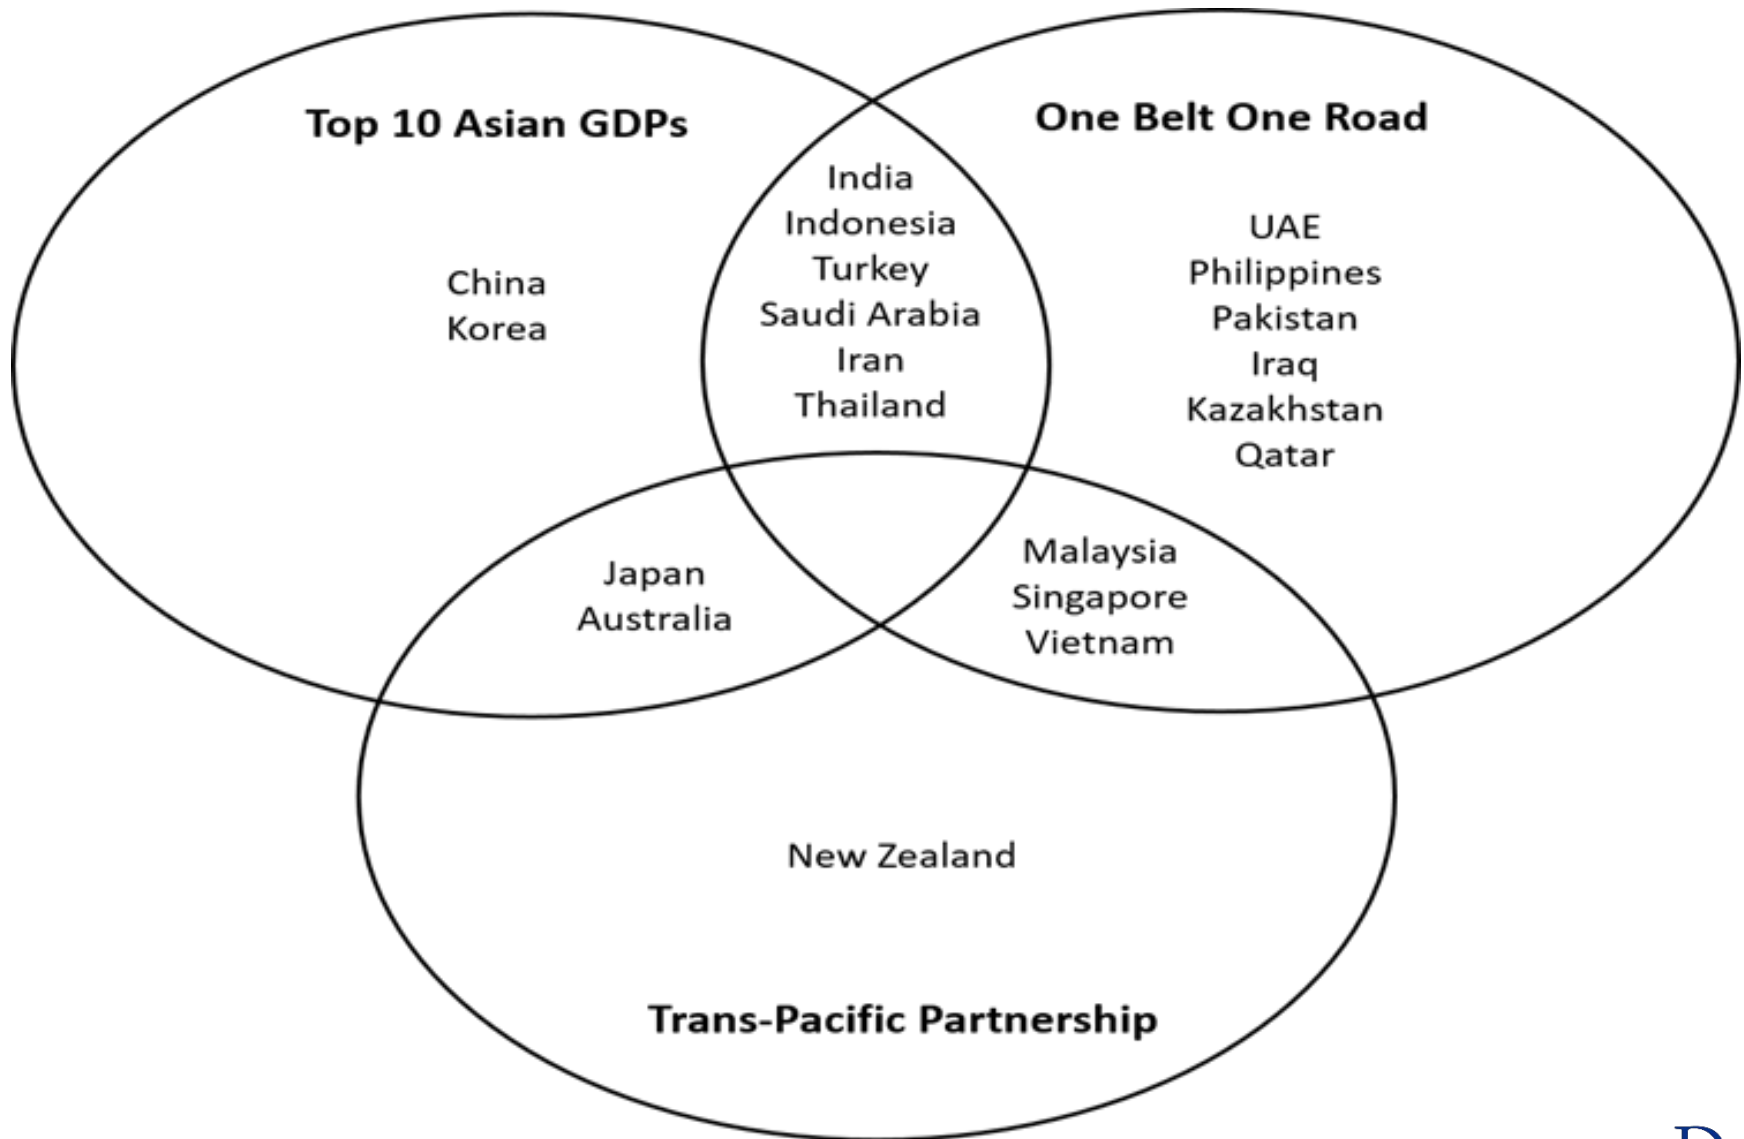 Top 10 Asian GDPs
One Belt One Road
China
Korea
India
Indonesia
Turkey
Saudi Arabia
Iran
Thailand
UAE
Philippines
Pakistan
Iraq
Kazakhstan
Qatar
Japan
Australia
Malaysia
Singapore
Vietnam
New Zealand
Trans-Pacific Partnership